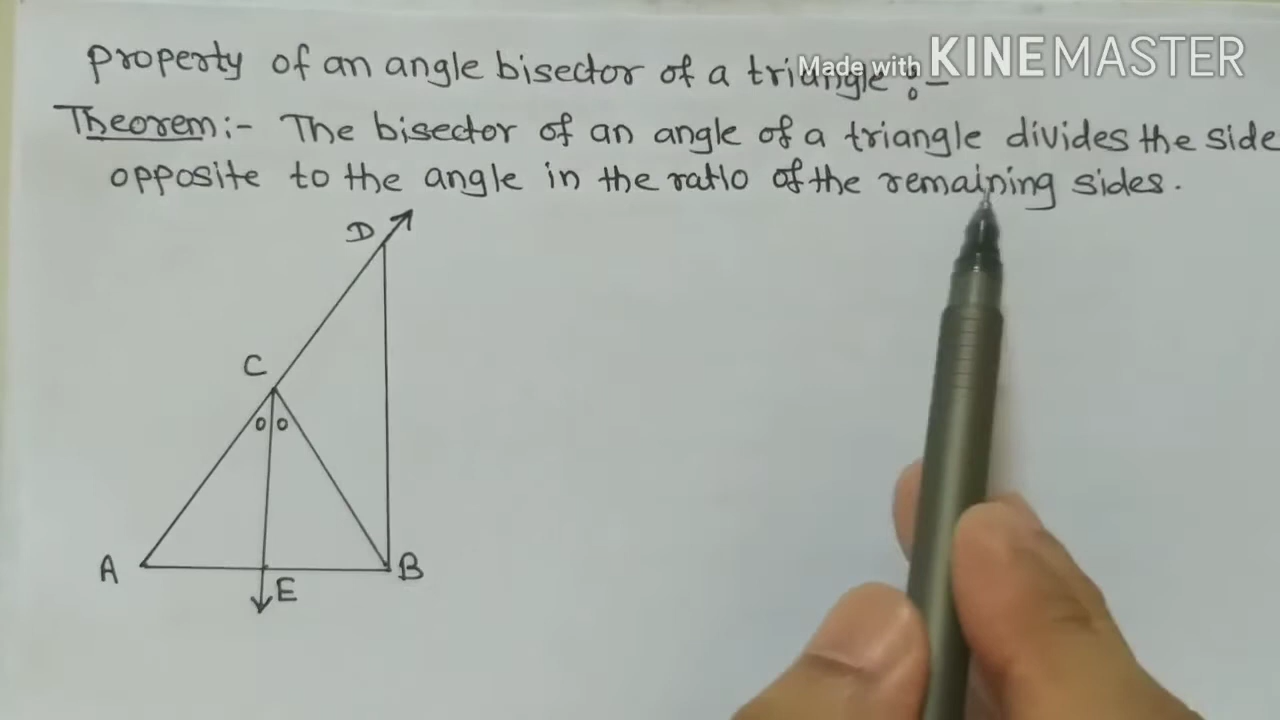 Property of an angle bisector of a triangle :-
Made with KINEMASTER
Theorem:- The bisector of an angle of a triangle divides the side
opposite to the angle in the ratio of the remaining sides.
D
C
A
B
E